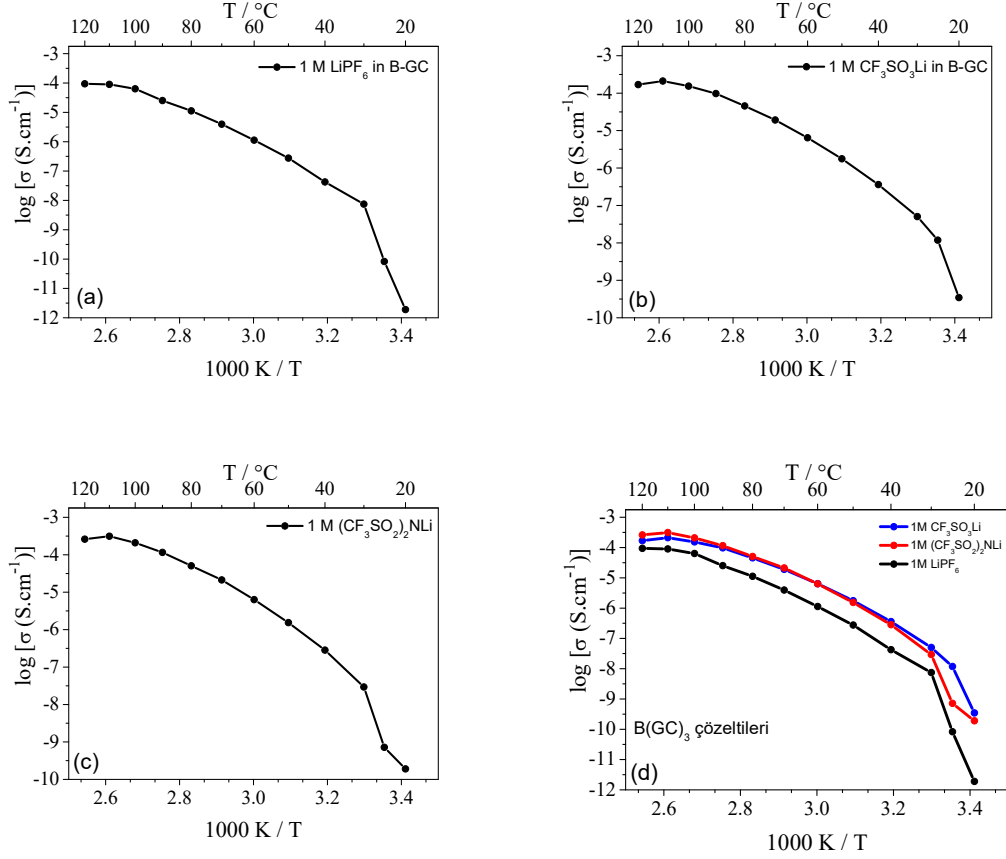 T / °C
120 100 80 60 40 20
-3
-4
-5
-6
-7
-8
-9
-10
-11
-12
log [σ (S.cm⁻¹)]
1 M LiPF₆ in B-GC
(a)
2.6 2.8 3.0 3.2 3.4
1000 K / T
T / °C
120 100 80 60 40 20
-3
-4
-5
-6
-7
-8
-9
-10
log [σ (S.cm⁻¹)]
1 M CF₃SO₃Li in B-GC
(b)
2.6 2.8 3.0 3.2 3.4
1000 K / T
T / °C
120 100 80 60 40 20
-3
-4
-5
-6
-7
-8
-9
-10
log [σ (S.cm⁻¹)]
1 M (CF₃SO₂)₂NLi
(c)
2.6 2.8 3.0 3.2 3.4
1000 K / T
T / °C
120 100 80 60 40 20
-3
-4
-5
-6
-7
-8
-9
-10
-11
-12
log [σ (S.cm⁻¹)]
1M CF₃SO₃Li
1M (CF₃SO₂)₂NLi
1M LiPF₆
B(GC)₃ çözeltileri
(d)
2.6 2.8 3.0 3.2 3.4
1000 K / T